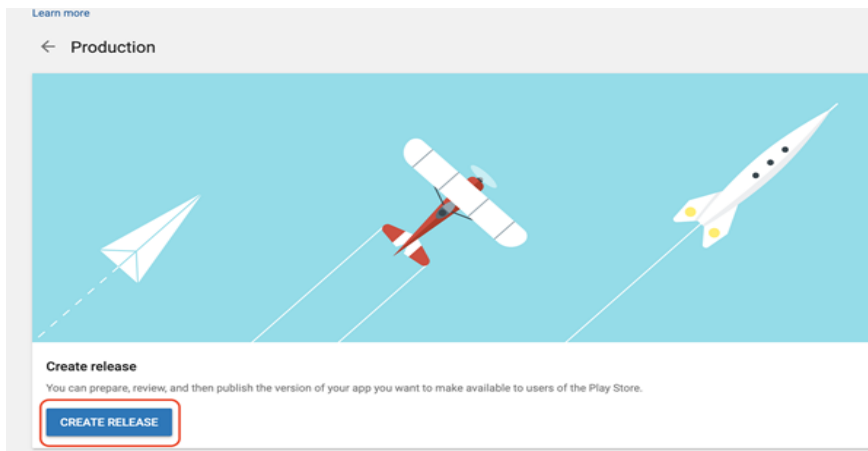 Learn more
Production
Create release
You can prepare, review, and then publish the version of your app you want to make available to users of the Play Store.
CREATE RELEASE